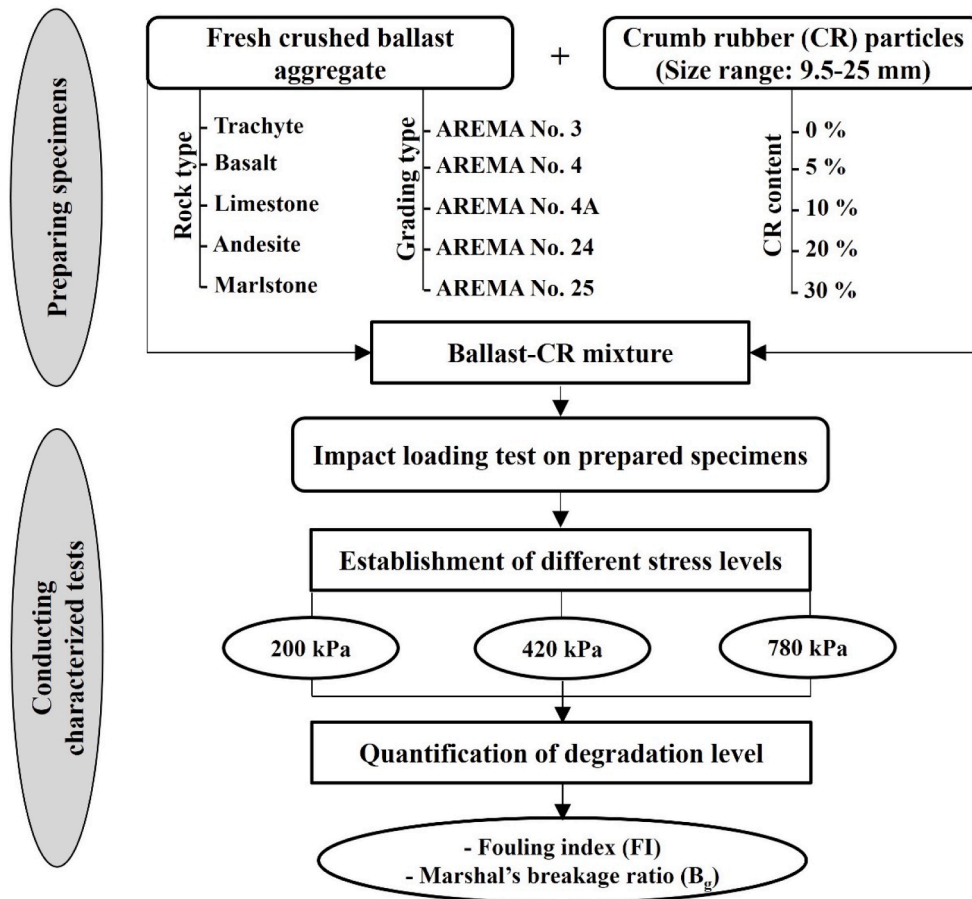 Preparing specimens
Fresh crushed ballast
aggregate
+
Crumb rubber (CR) particles
(Size range: 9.5-25 mm)
Rock type
- Trachyte
- Basalt
- Limestone
- Andesite
- Marlstone
Grading type
- AREMA No. 3
- AREMA No. 4
- AREMA No. 4A
- AREMA No. 24
- AREMA No. 25
CR content
- 0 %
- 5 %
- 10 %
- 20 %
- 30 %
Ballast-CR mixture
Conducting
characterized tests
Impact loading test on prepared specimens
Establishment of different stress levels
200 kPa
420 kPa
780 kPa
Quantification of degradation level
- Fouling index (FI)
- Marshal's breakage ratio (Bg)